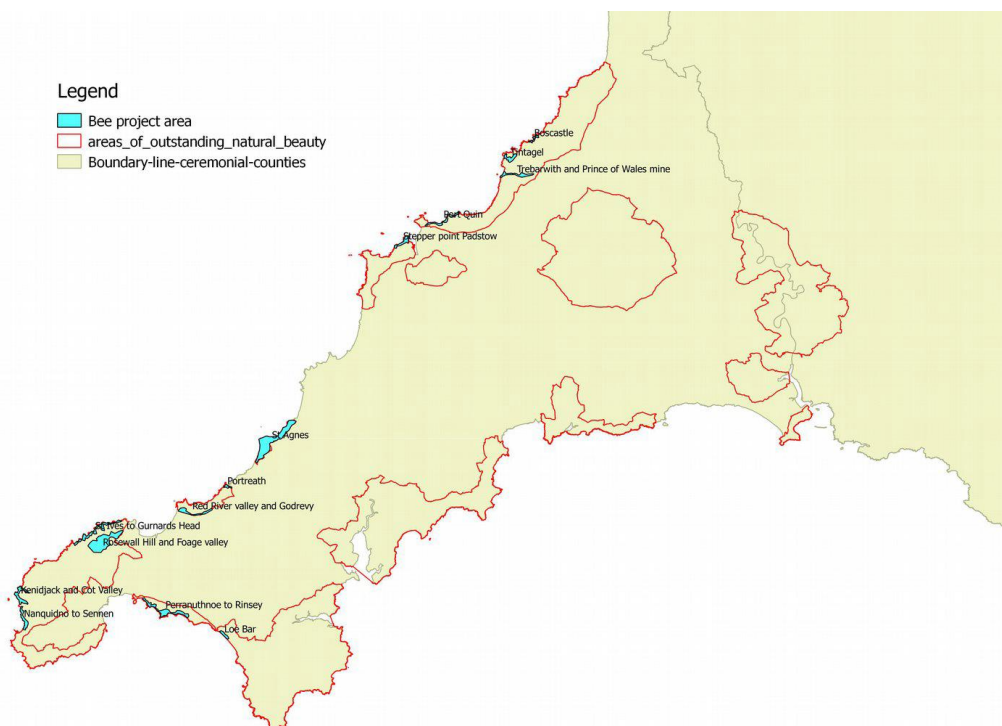 Legend
Bee project area
areas_of_outstanding_natural_beauty
Boundary-line-ceremonial-counties
Boscastle
Tintagel
Trebarwith and Prince of Wales mine
Port Quin
Stepper point Padstow
St Agnes
Portreath
Red River valley and Godrevy
St Ives to Gurnards Head
Rosewall Hill and Foage valley
Kenidjack and Cot Valley
Nanquidno to Sennen
Perranuthnoe to Rinsey
Loe Bar